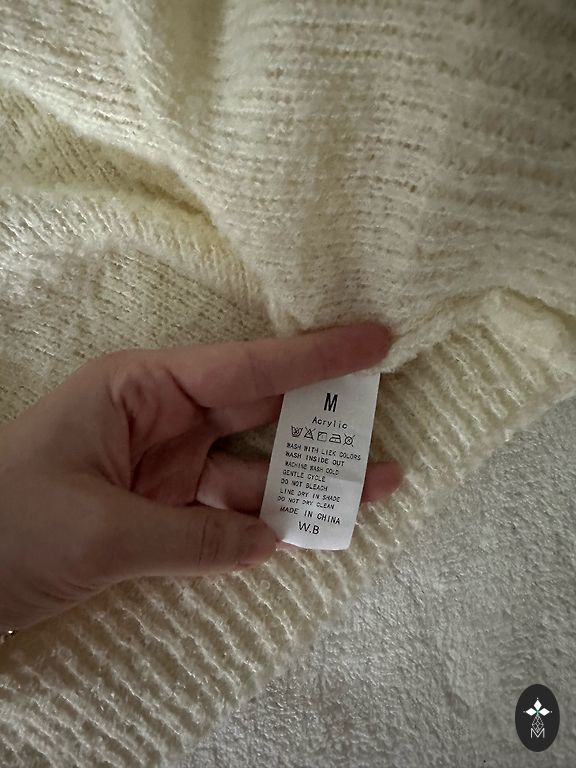 M
Acrylic
WASH WITH LIEK COLORS
WASH INSIDE OUT
MACHINE WASH COLD
GENTLE CYCLE
DO NOT BLEACH
LINE DRY IN SHADE
DO NOT DRY CLEAN
MADE IN CHINA
W.B
M